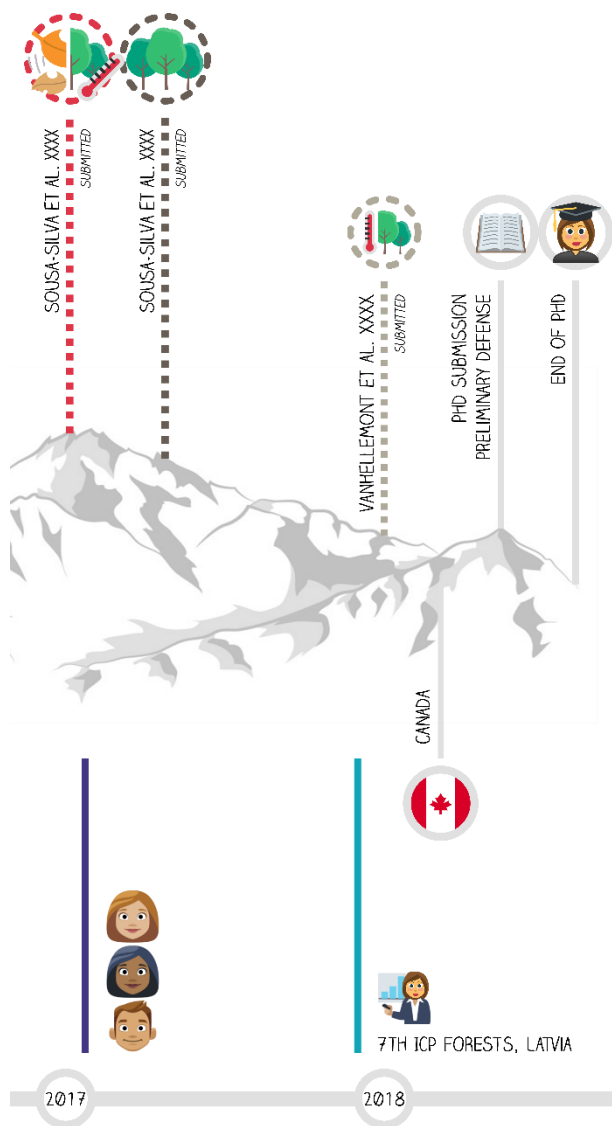 SOUSA-SILVA ET AL. XXXX
SUBMITTED
SOUSA-SILVA ET AL. XXXX
SUBMITTED
VANHELLEMONT ET AL. XXXX
SUBMITTED
PHD SUBMISSION
PRELIMINARY DEFENSE
END OF PHD
CANADA
7TH ICP FORESTS, LATVIA
2017
2018